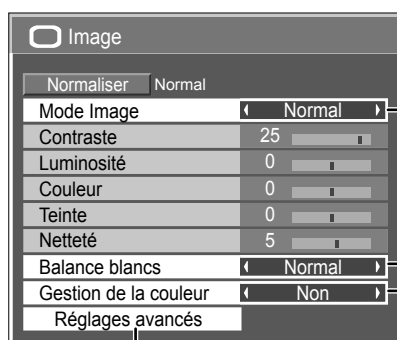 Image
Normaliser Normal
Mode Image Normal
Contraste 25
Luminosité 0
Couleur 0
Teinte 0
Netteté 5
Balance blancs Normal
Gestion de la couleur Non
Réglages avancés